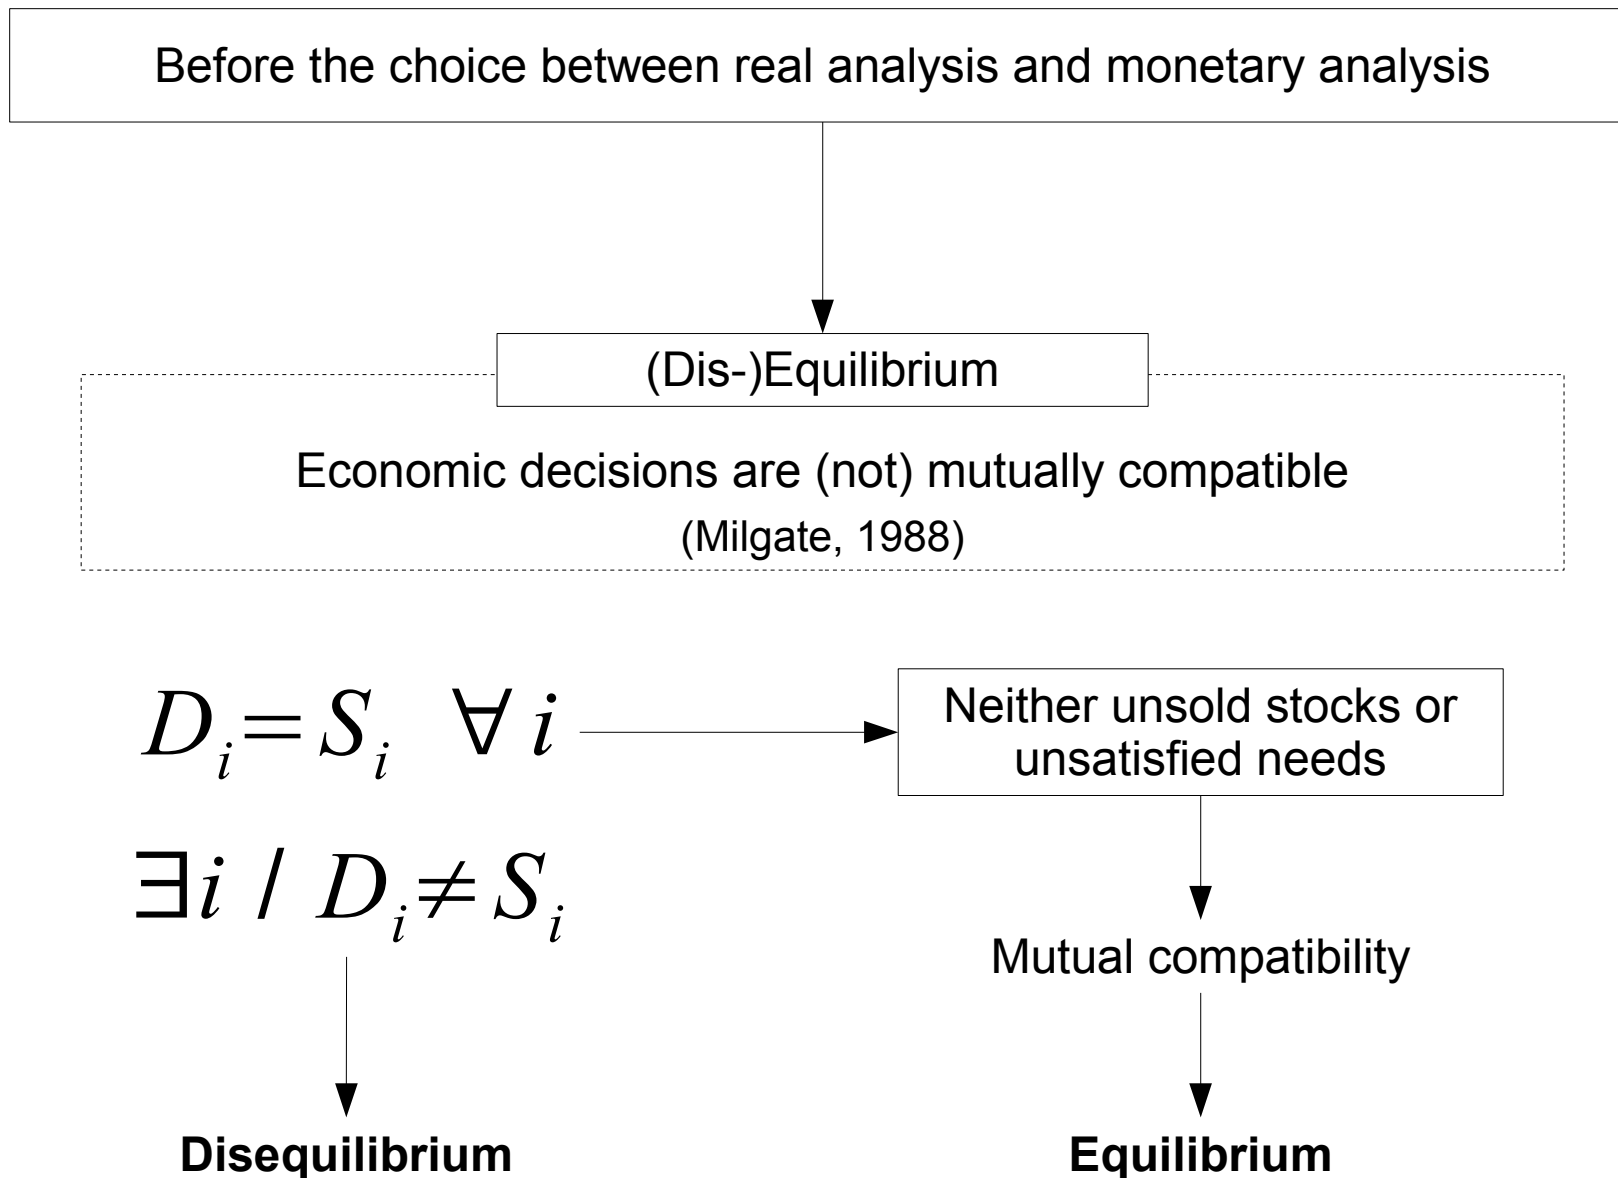 Before the choice between real analysis and monetary analysis
(Dis-)Equilibrium
Economic decisions are (not) mutually compatible
(Milgate, 1988)
D_i = S_i ∀ i
Neither unsold stocks or
unsatisfied needs
∃ i / D_i ≠ S_i
Mutual compatibility
Disequilibrium
Equilibrium